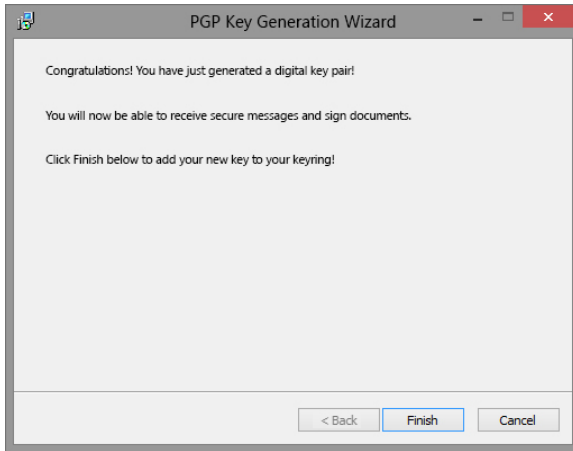 PGP Key Generation Wizard
Congratulations! You have just generated a digital key pair!
You will now be able to receive secure messages and sign documents.
Click Finish below to add your new key to your keyring!
< Back Finish Cancel